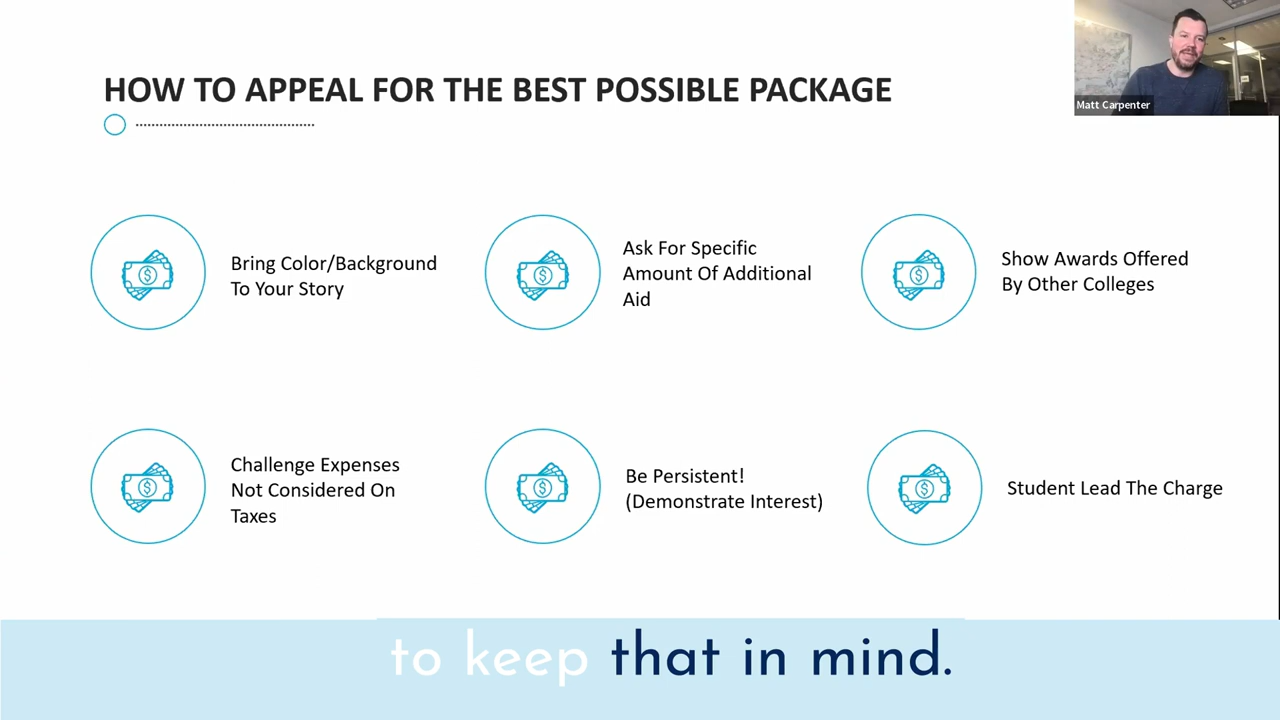 HOW TO APPEAL FOR THE BEST POSSIBLE PACKAGE
Matt Carpenter
Bring Color/Background
To Your Story
Ask For Specific
Amount Of Additional
Aid
Show Awards Offered
By Other Colleges
Challenge Expenses
Not Considered On
Taxes
Be Persistent!
(Demonstrate Interest)
Student Lead The Charge
to keep that in mind.